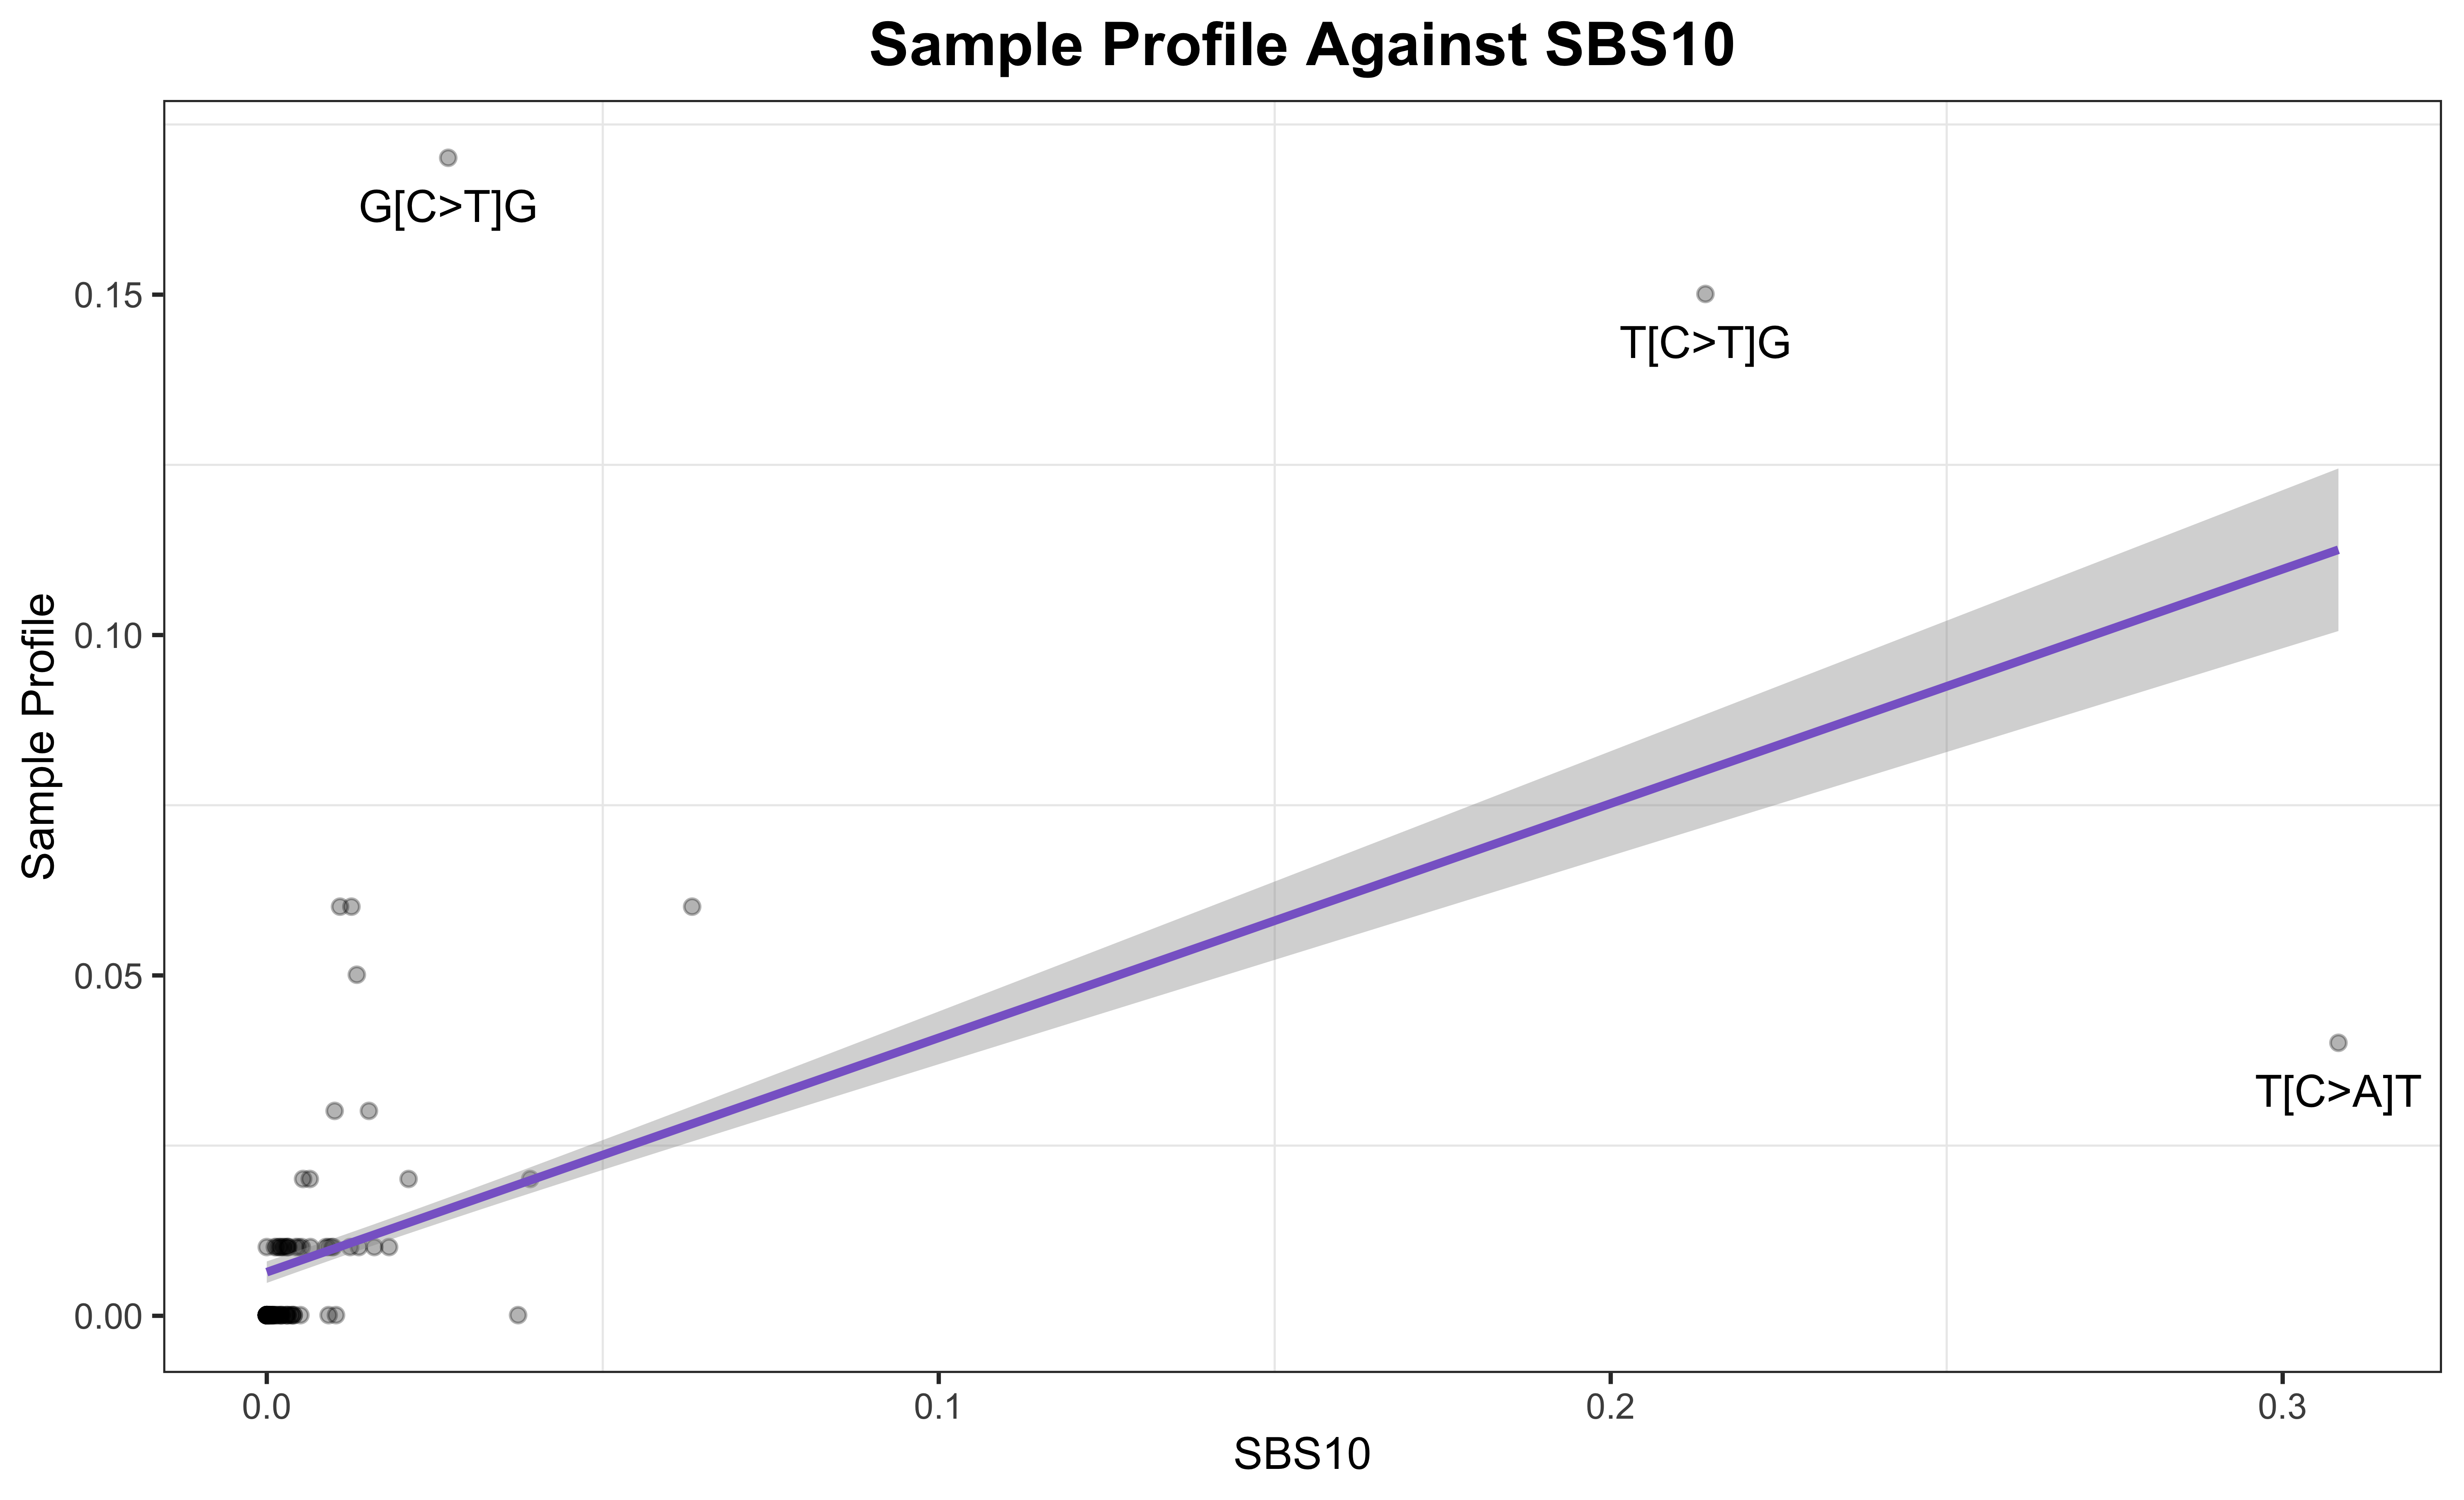 Sample Profile Against SBS10
G[C>T]G
0.15
T[C>T]G
0.10
Sample Profile
0.05
T[C>A]T
0.00
0.0
0.1
0.2
0.3
SBS10